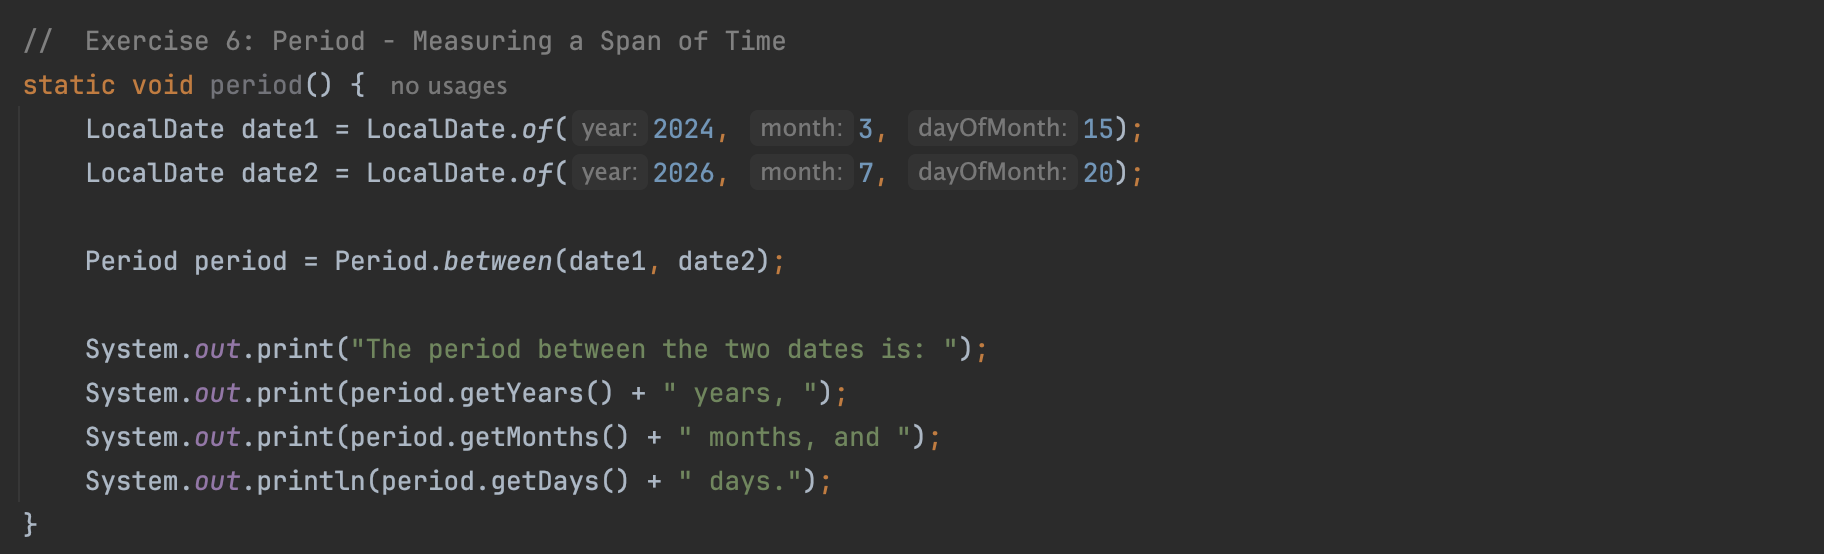 //  Exercise 6: Period - Measuring a Span of Time
static void period() {  no usages
    LocalDate date1 = LocalDate.of( year: 2024,  month: 3,  dayOfMonth: 15);
    LocalDate date2 = LocalDate.of( year: 2026,  month: 7,  dayOfMonth: 20);

    Period period = Period.between(date1, date2);

    System.out.print("The period between the two dates is: ");
    System.out.print(period.getYears() + " years, ");
    System.out.print(period.getMonths() + " months, and ");
    System.out.println(period.getDays() + " days.");
}